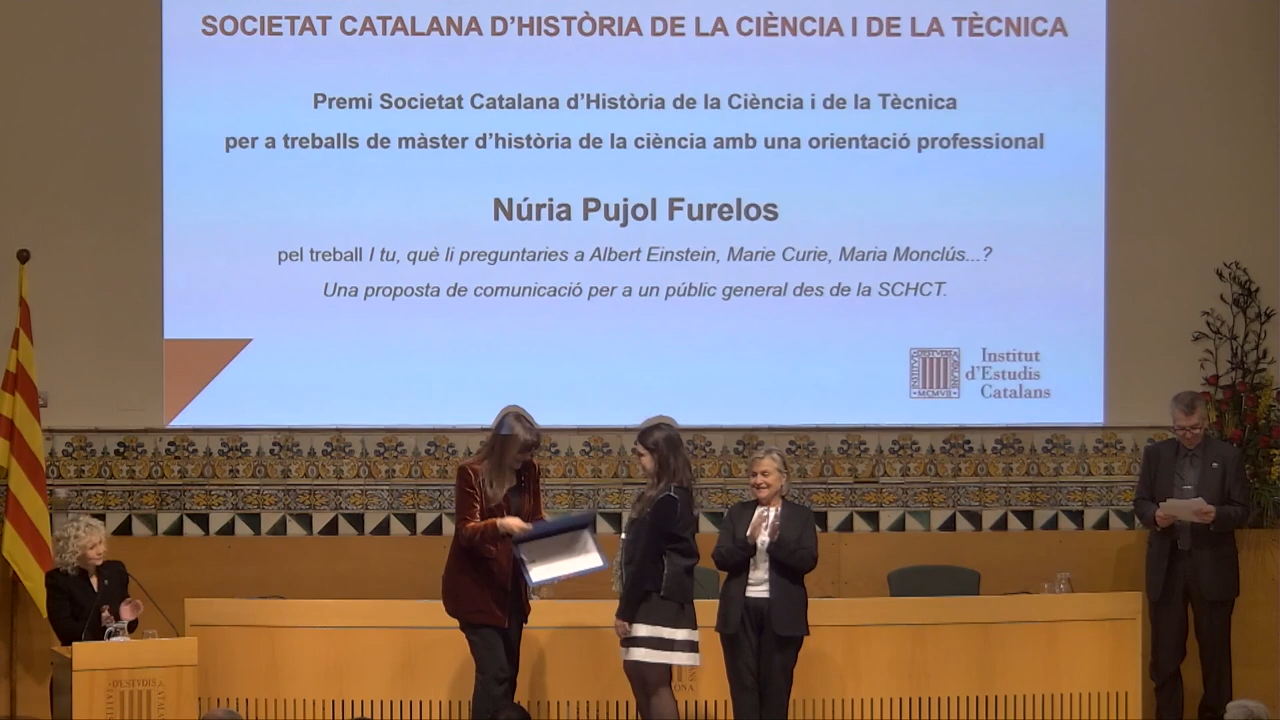 SOCIETAT CATALANA D'HISTÒRIA DE LA CIÈNCIA I DE LA TÈCNICA
Premi Societat Catalana d'Història de la Ciència i de la Tècnica
per a treballs de màster d'història de la ciència amb una orientació professional
Núria Pujol Furelos
pel treball I tu, què li preguntaries a Albert Einstein, Marie Curie, Maria Monclús...?
Una proposta de comunicació per a un públic general des de la SCHCT.
Institut
d'Estudis
Catalans
MCMVII
D'ESTVDIS